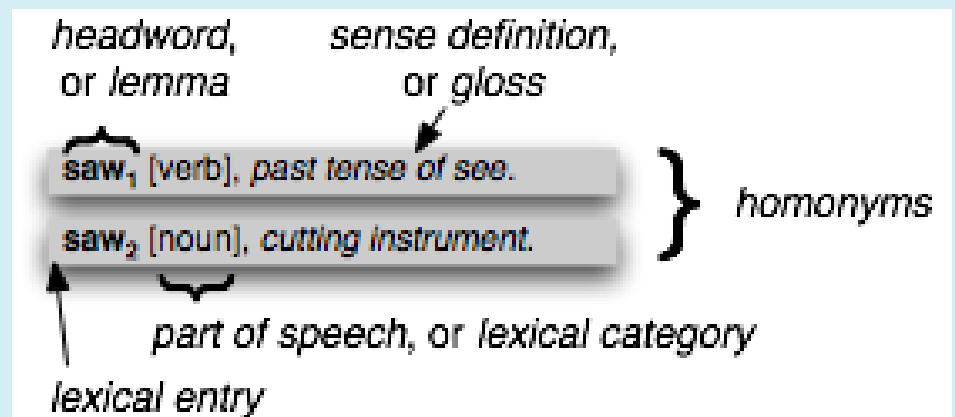 headword, sense definition,
or lemma or gloss
saw₁ [verb], past tense of see.
homonyms
saw₂ [noun], cutting instrument.
part of speech, or lexical category
lexical entry